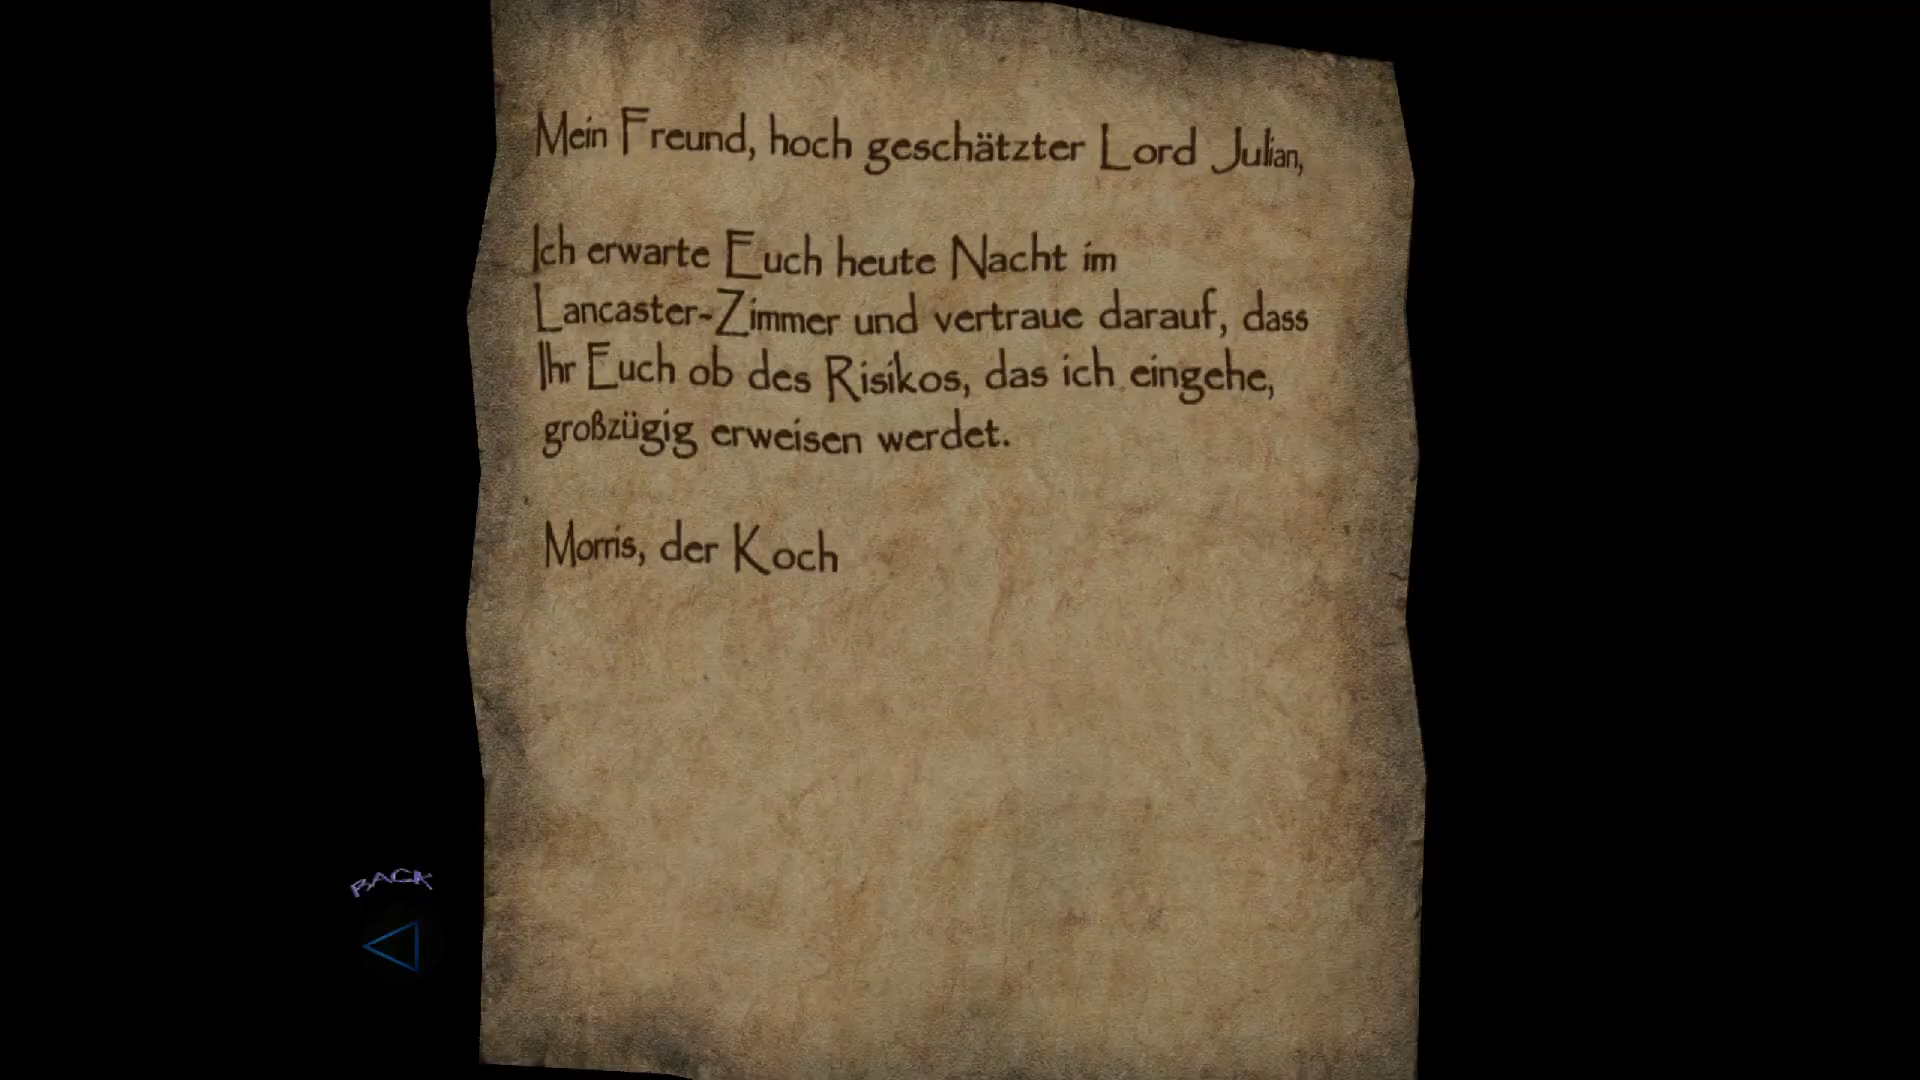 Mein Freund, hoch geschätzter Lord Julian,
Ich erwarte Euch heute Nacht im
Lancaster-Zimmer und vertraue darauf, dass
Ihr Euch ob des Risikos, das ich eingehe,
großzügig erweisen werdet.
Morris, der Koch
BACK